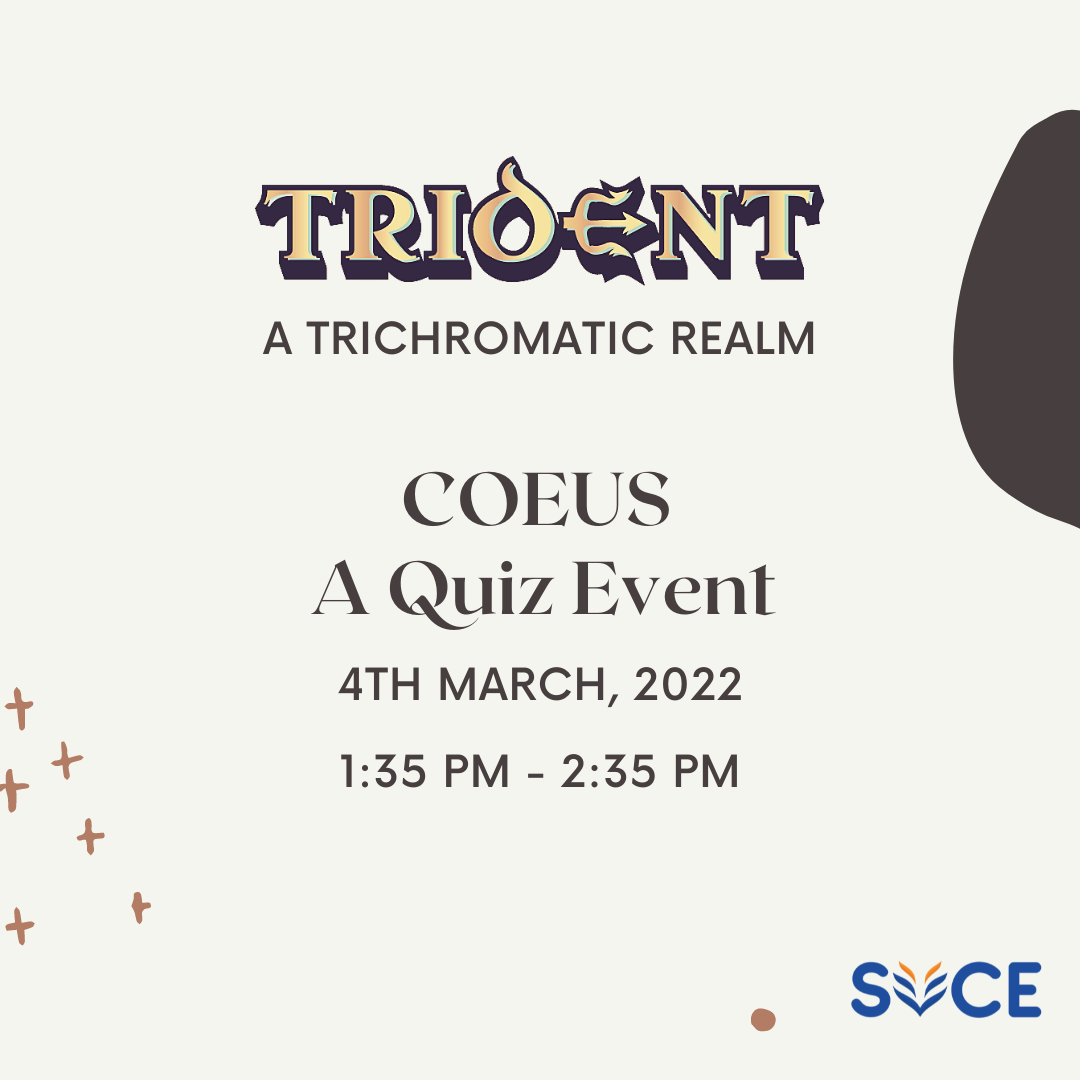 TRIDENT
A TRICHROMATIC REALM
COEUS
A Quiz Event
4TH MARCH, 2022
1:35 PM - 2:35 PM
SVCE